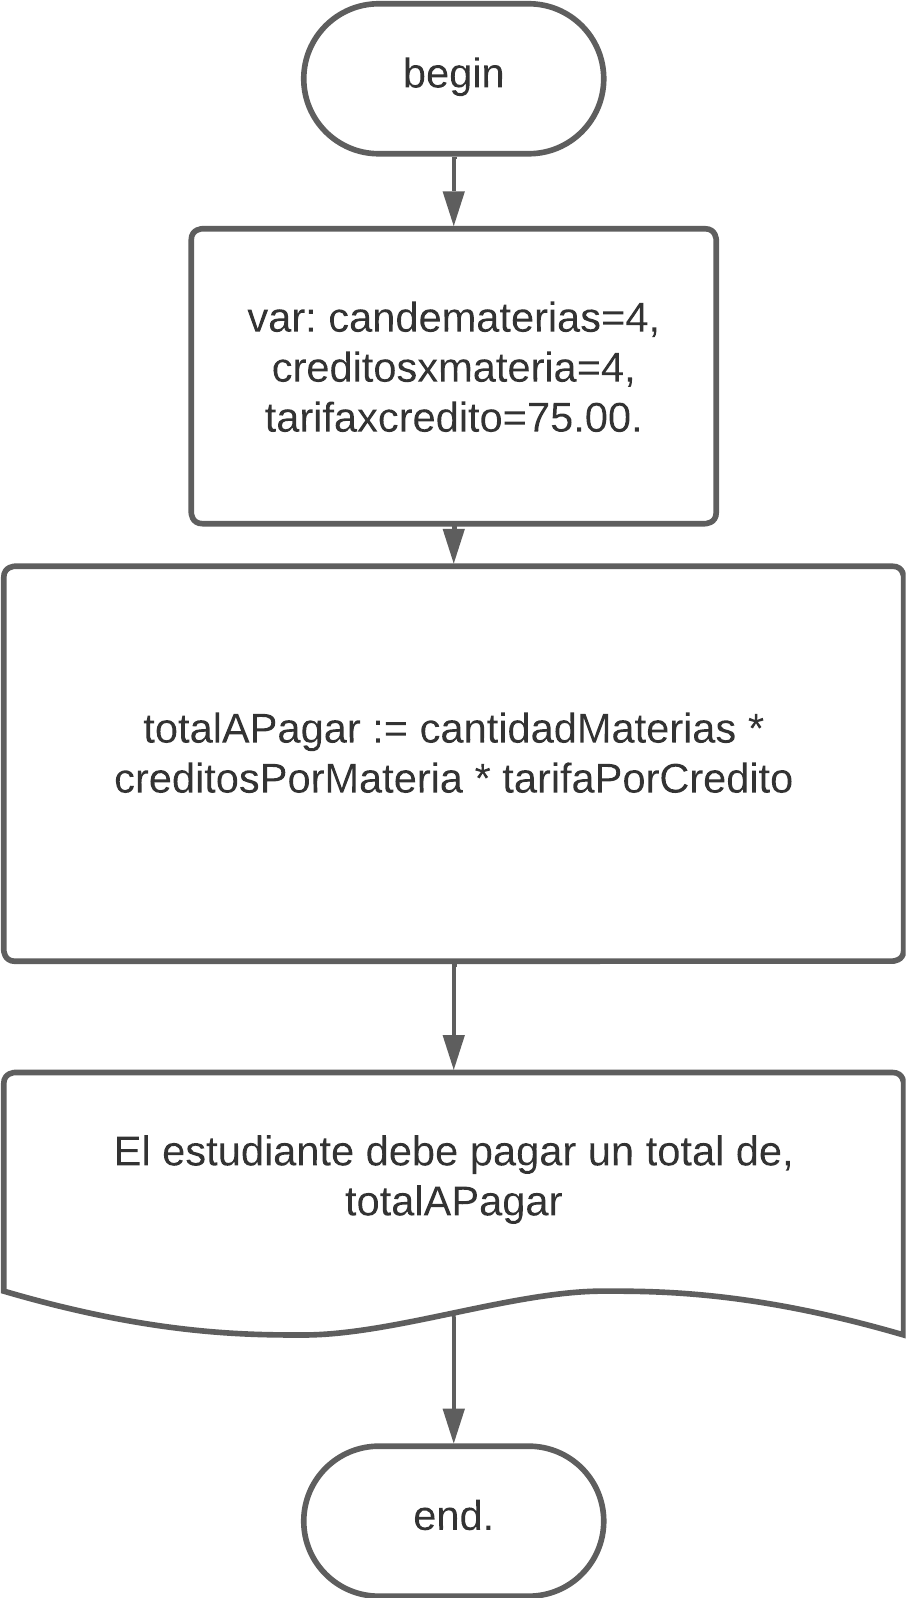 begin
var: candematerias=4,
creditosxmateria=4,
tarifaxcredito=75.00.
totalAPagar := cantidadMaterias *
creditosPorMateria * tarifaPorCredito
El estudiante debe pagar un total de,
totalAPagar
end.